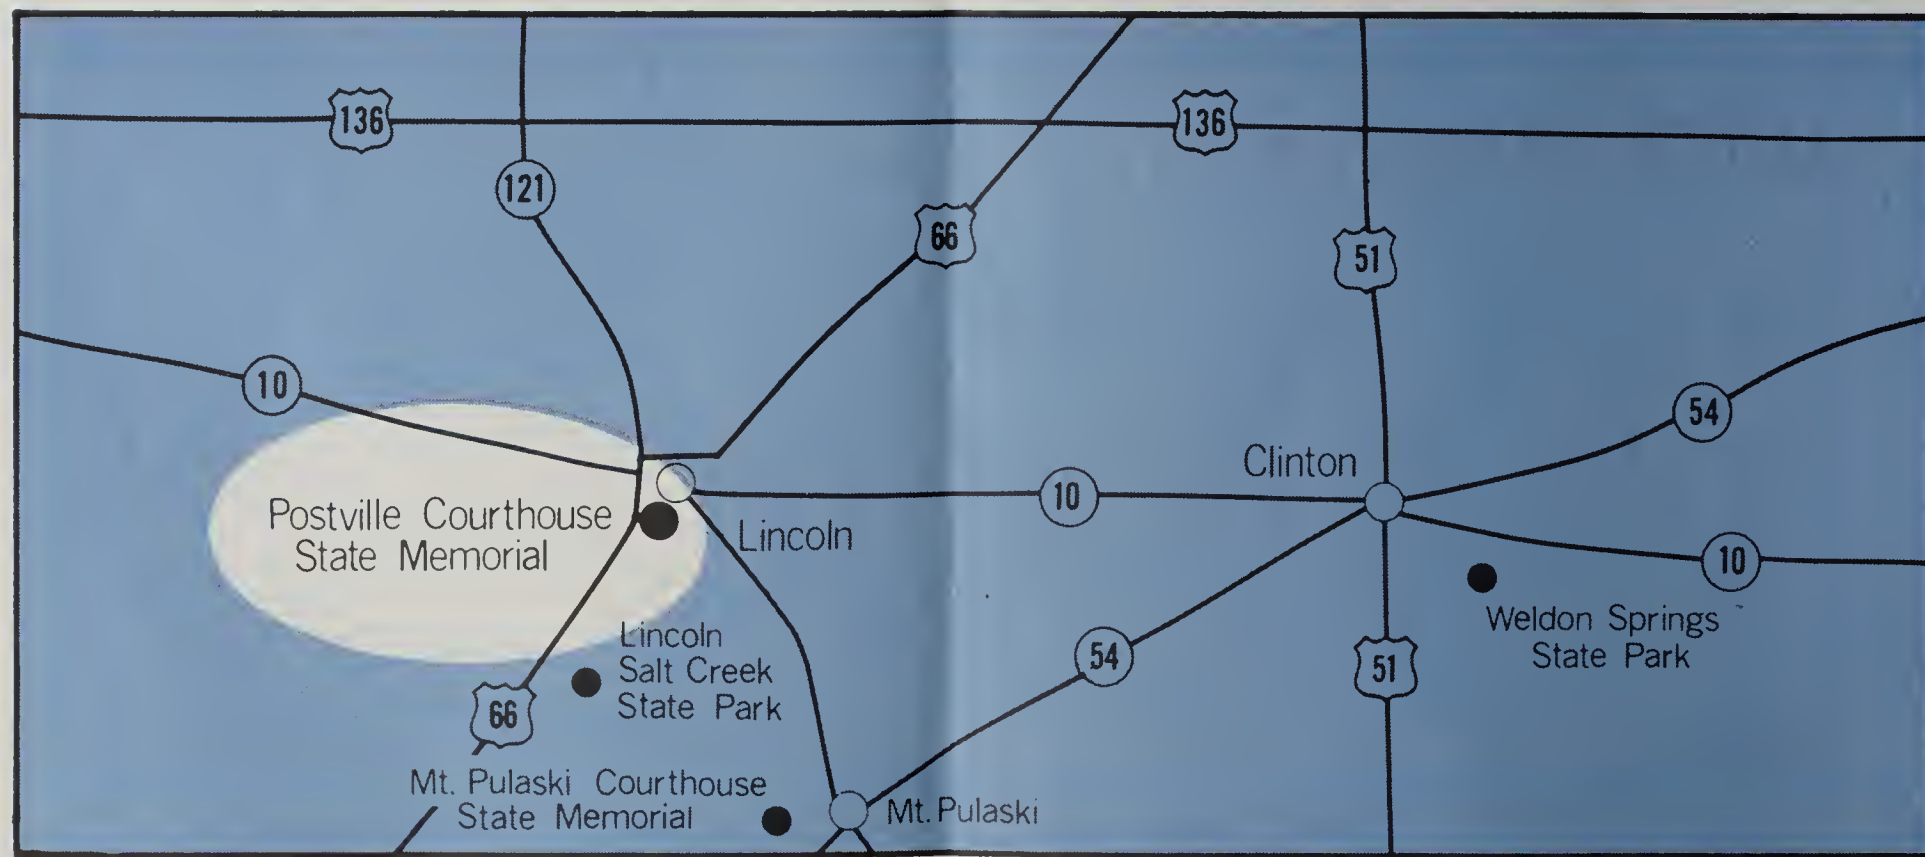 136
136
121
66
51
10
54
Clinton
10
Postville Courthouse
State Memorial
Lincoln
10
Weldon Springs
State Park
54
51
Lincoln
Salt Creek
State Park
66
Mt. Pulaski Courthouse
State Memorial
Mt. Pulaski